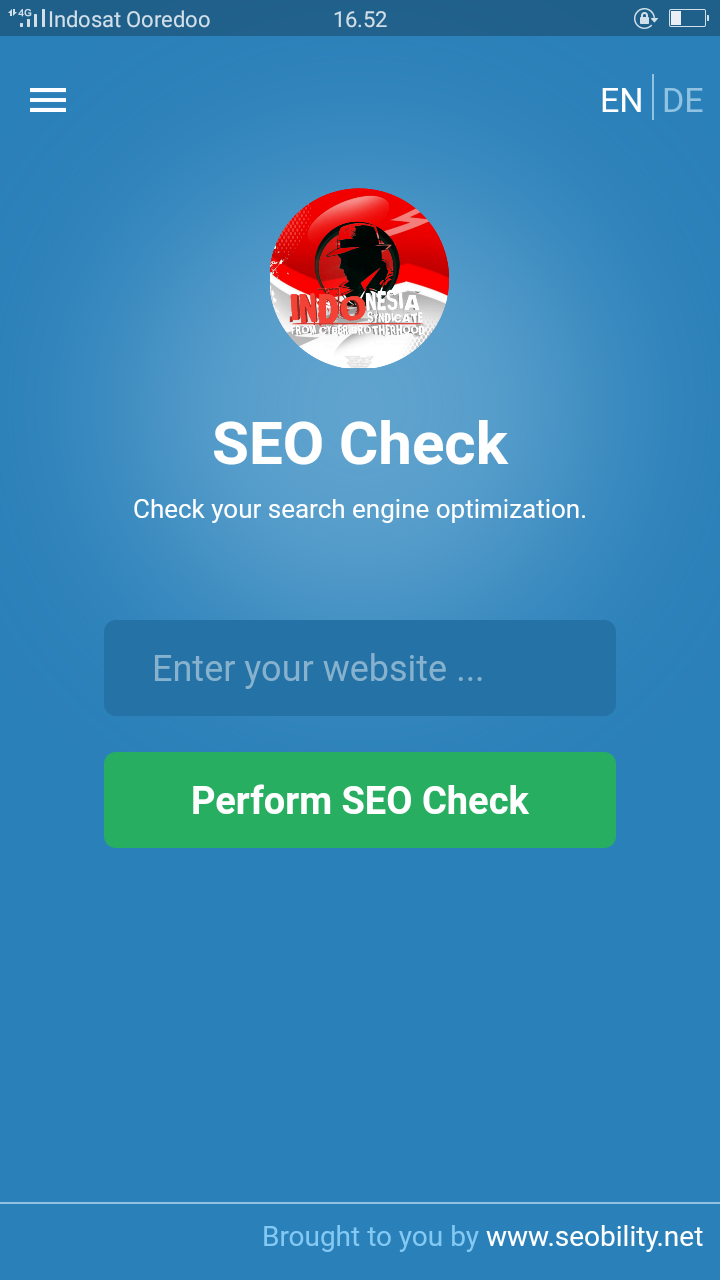 4G Indosat Ooredoo 16.52
EN DE
INDONESIA
SYNDICATE
FROM CYBER BROTHERHOOD
SEO Check
Check your search engine optimization.
Enter your website ...
Perform SEO Check
Brought to you by www.seobility.net